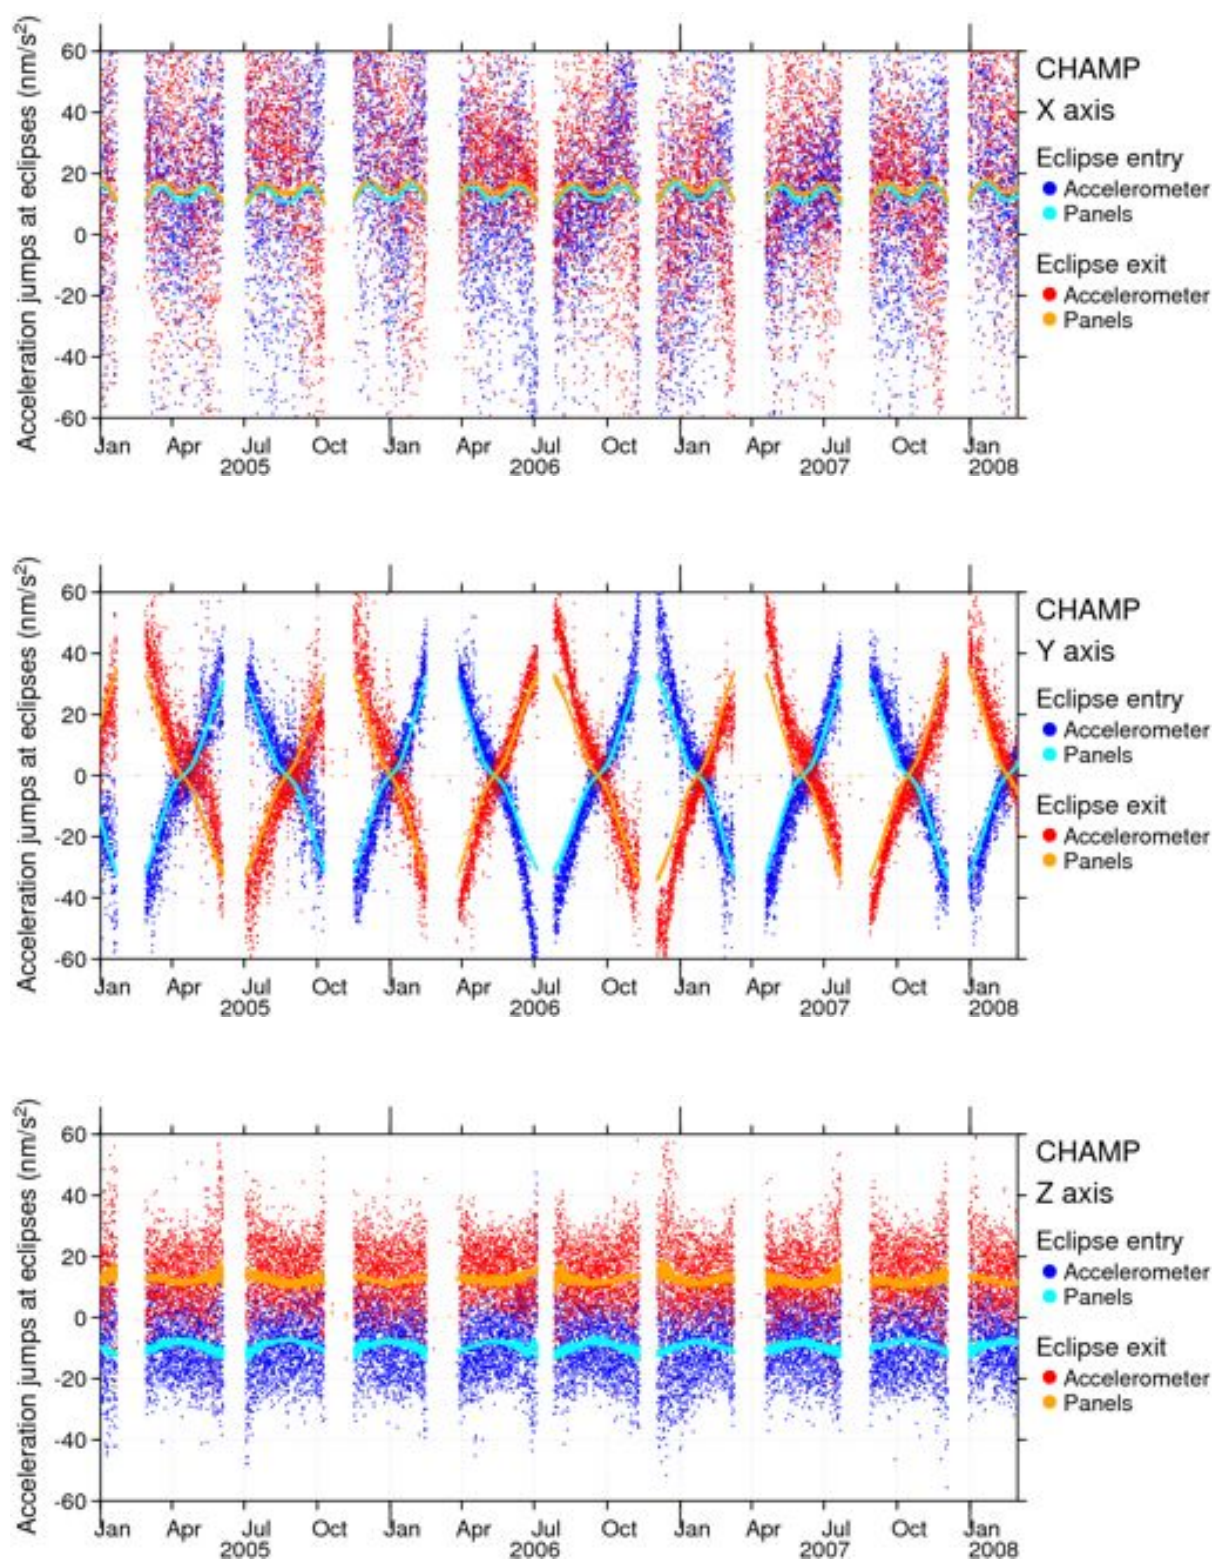 Acceleration jumps at eclipses (nm/s²)
60
40
20
0
-20
-40
-60
Jan Apr Jul Oct Jan Apr Jul Oct Jan Apr Jul Oct Jan
2005 2006 2007 2008
CHAMP
X axis
Eclipse entry
Accelerometer
Panels
Eclipse exit
Accelerometer
Panels
Acceleration jumps at eclipses (nm/s²)
60
40
20
0
-20
-40
-60
Jan Apr Jul Oct Jan Apr Jul Oct Jan Apr Jul Oct Jan
2005 2006 2007 2008
CHAMP
Y axis
Eclipse entry
Accelerometer
Panels
Eclipse exit
Accelerometer
Panels
Acceleration jumps at eclipses (nm/s²)
60
40
20
0
-20
-40
-60
Jan Apr Jul Oct Jan Apr Jul Oct Jan Apr Jul Oct Jan
2005 2006 2007 2008
CHAMP
Z axis
Eclipse entry
Accelerometer
Panels
Eclipse exit
Accelerometer
Panels